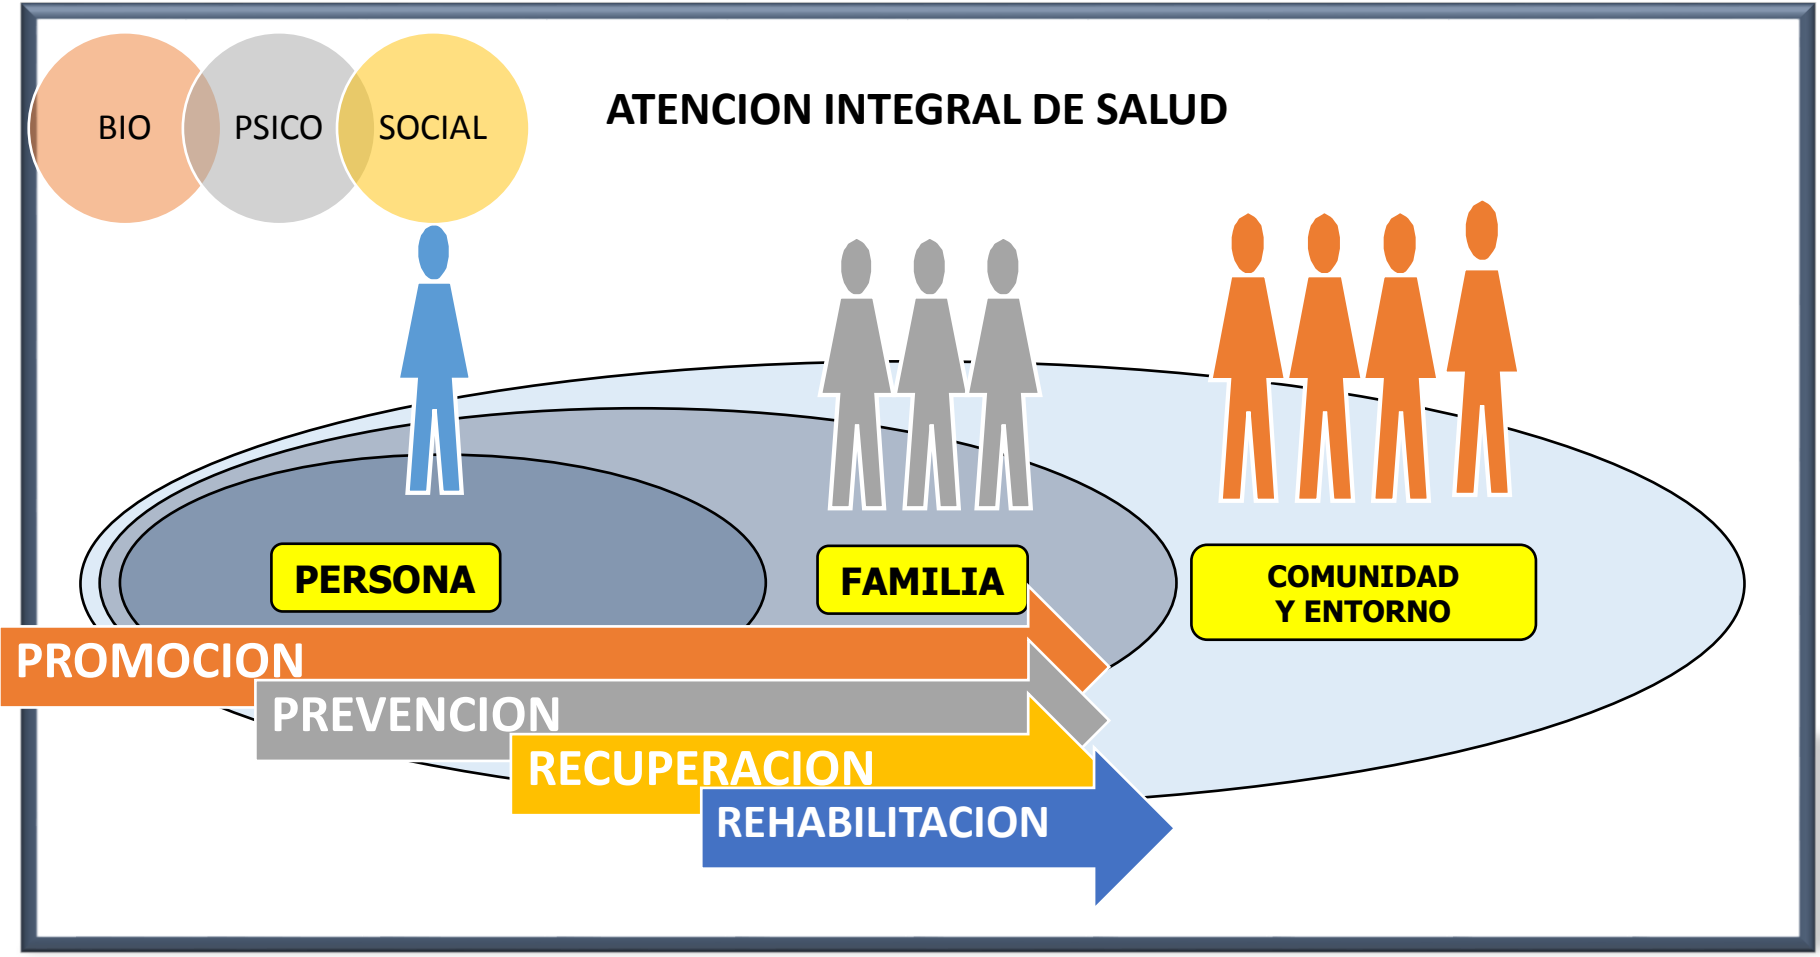 BIO
PSICO
SOCIAL
ATENCION INTEGRAL DE SALUD
PERSONA
FAMILIA
COMUNIDAD
Y ENTORNO
PROMOCION
PREVENCION
RECUPERACION
REHABILITACION